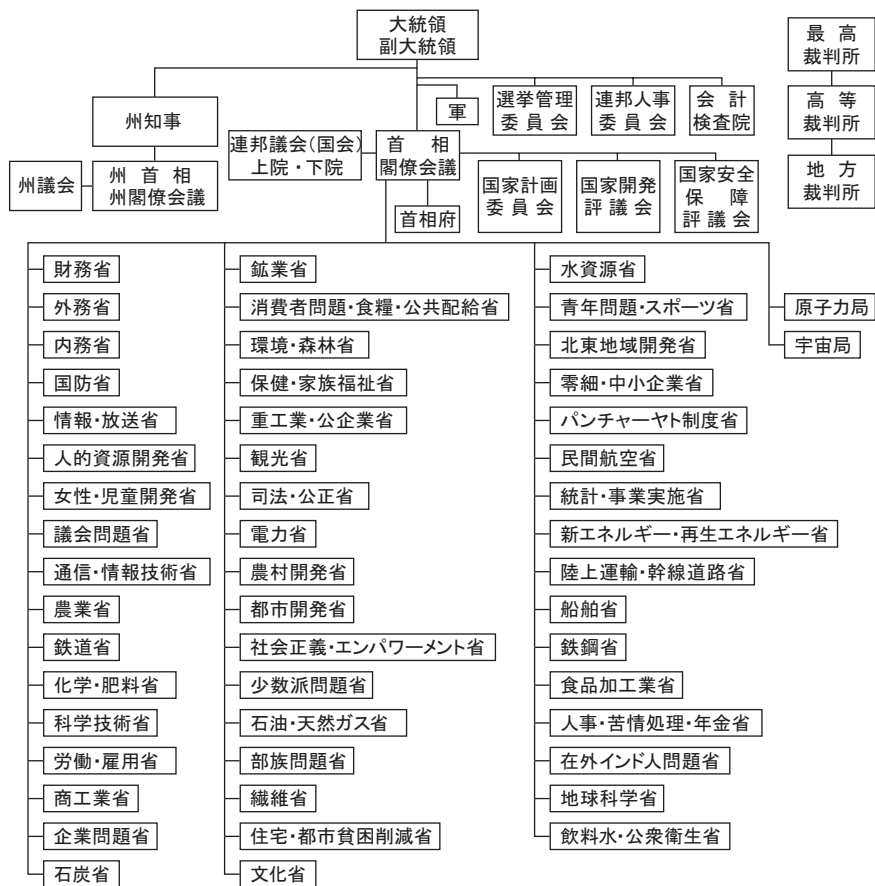 大統領
副大統領
最高
裁判所
軍
選挙管理
委員会
連邦人事
委員会
会計
検査院
高等
裁判所
州知事
連邦議会(国会)
上院・下院
首相
閣僚会議
州議会
州首相
州閣僚会議
国家計画
委員会
国家開発
評議会
国家安全
保障
評議会
地方
裁判所
首相府
財務省
外務省
内務省
国防省
情報・放送省
人的資源開発省
女性・児童開発省
議会問題省
通信・情報技術省
農業省
鉄道省
化学・肥料省
科学技術省
労働・雇用省
商工業省
企業問題省
石炭省
鉱業省
消費者問題・食糧・公共配給省
環境・森林省
保健・家族福祉省
重工業・公企業省
観光省
司法・公正省
電力省
農村開発省
都市開発省
社会正義・エンパワーメント省
少数派問題省
石油・天然ガス省
部族問題省
繊維省
住宅・都市貧困削減省
文化省
水資源省
青年問題・スポーツ省
北東地域開発省
零細・中小企業省
パンチャーヤト制度省
民間航空省
統計・事業実施省
新エネルギー・再生エネルギー省
陸上運輸・幹線道路省
船舶省
鉄鋼省
食品加工業省
人事・苦情処理・年金省
在外インド人問題省
地球科学省
飲料水・公衆衛生省
原子力局
宇宙局